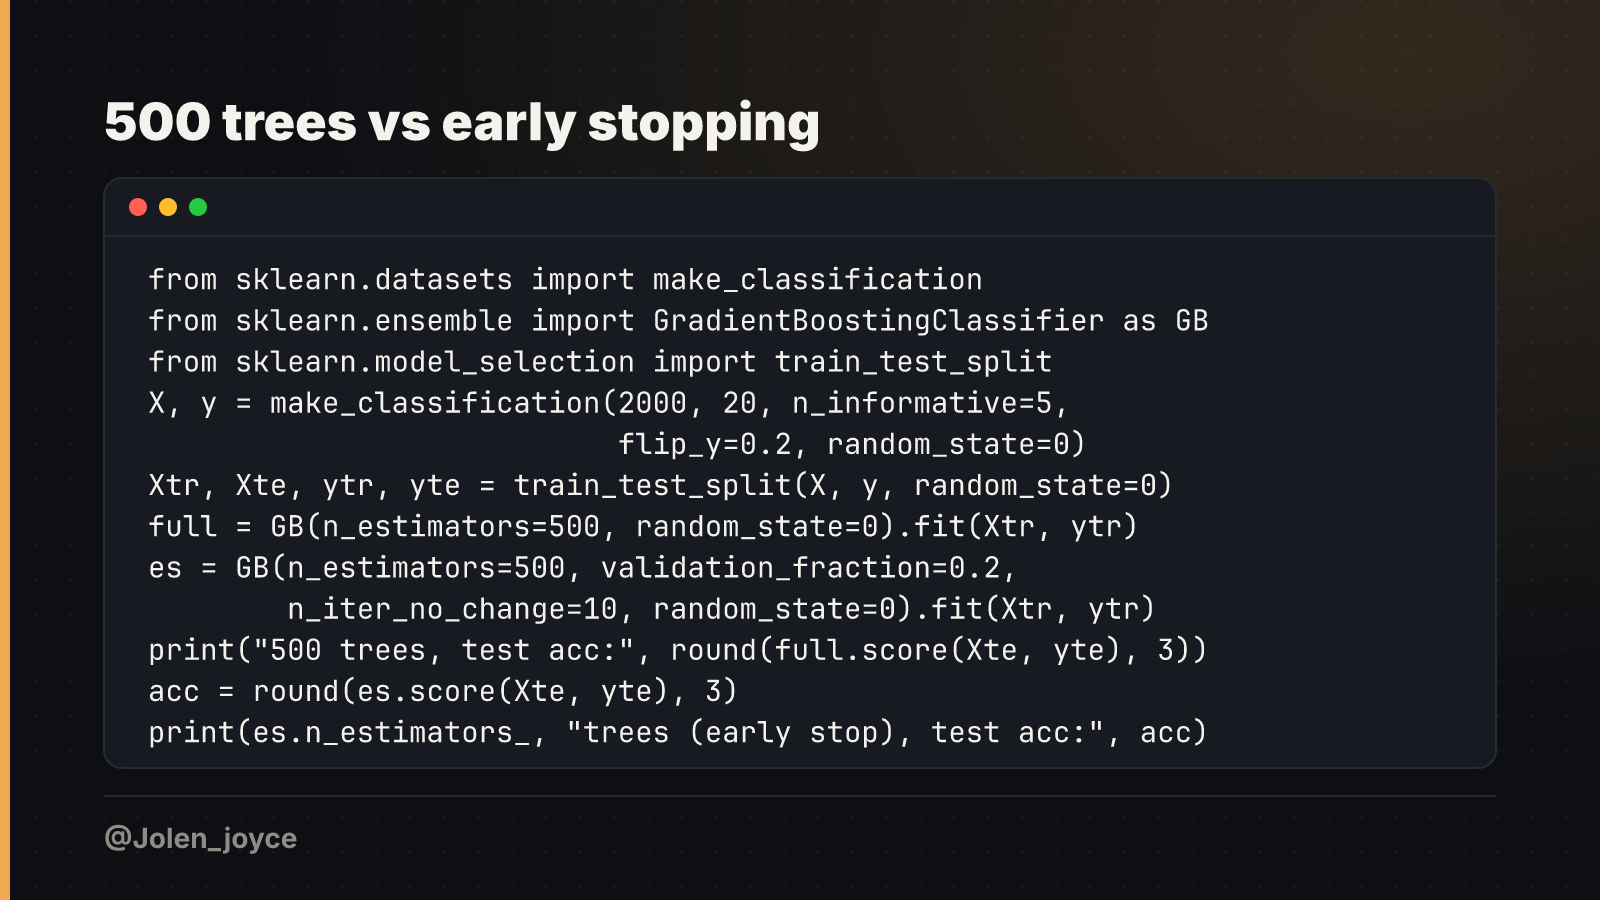 500 trees vs early stopping
from sklearn.datasets import make_classification
from sklearn.ensemble import GradientBoostingClassifier as GB
from sklearn.model_selection import train_test_split
X, y = make_classification(2000, 20, n_informative=5,
                           flip_y=0.2, random_state=0)
Xtr, Xte, ytr, yte = train_test_split(X, y, random_state=0)
full = GB(n_estimators=500, random_state=0).fit(Xtr, ytr)
es = GB(n_estimators=500, validation_fraction=0.2,
        n_iter_no_change=10, random_state=0).fit(Xtr, ytr)
print("500 trees, test acc:", round(full.score(Xte, yte), 3))
acc = round(es.score(Xte, yte), 3)
print(es.n_estimators_, "trees (early stop), test acc:", acc)
@Jolen_joyce